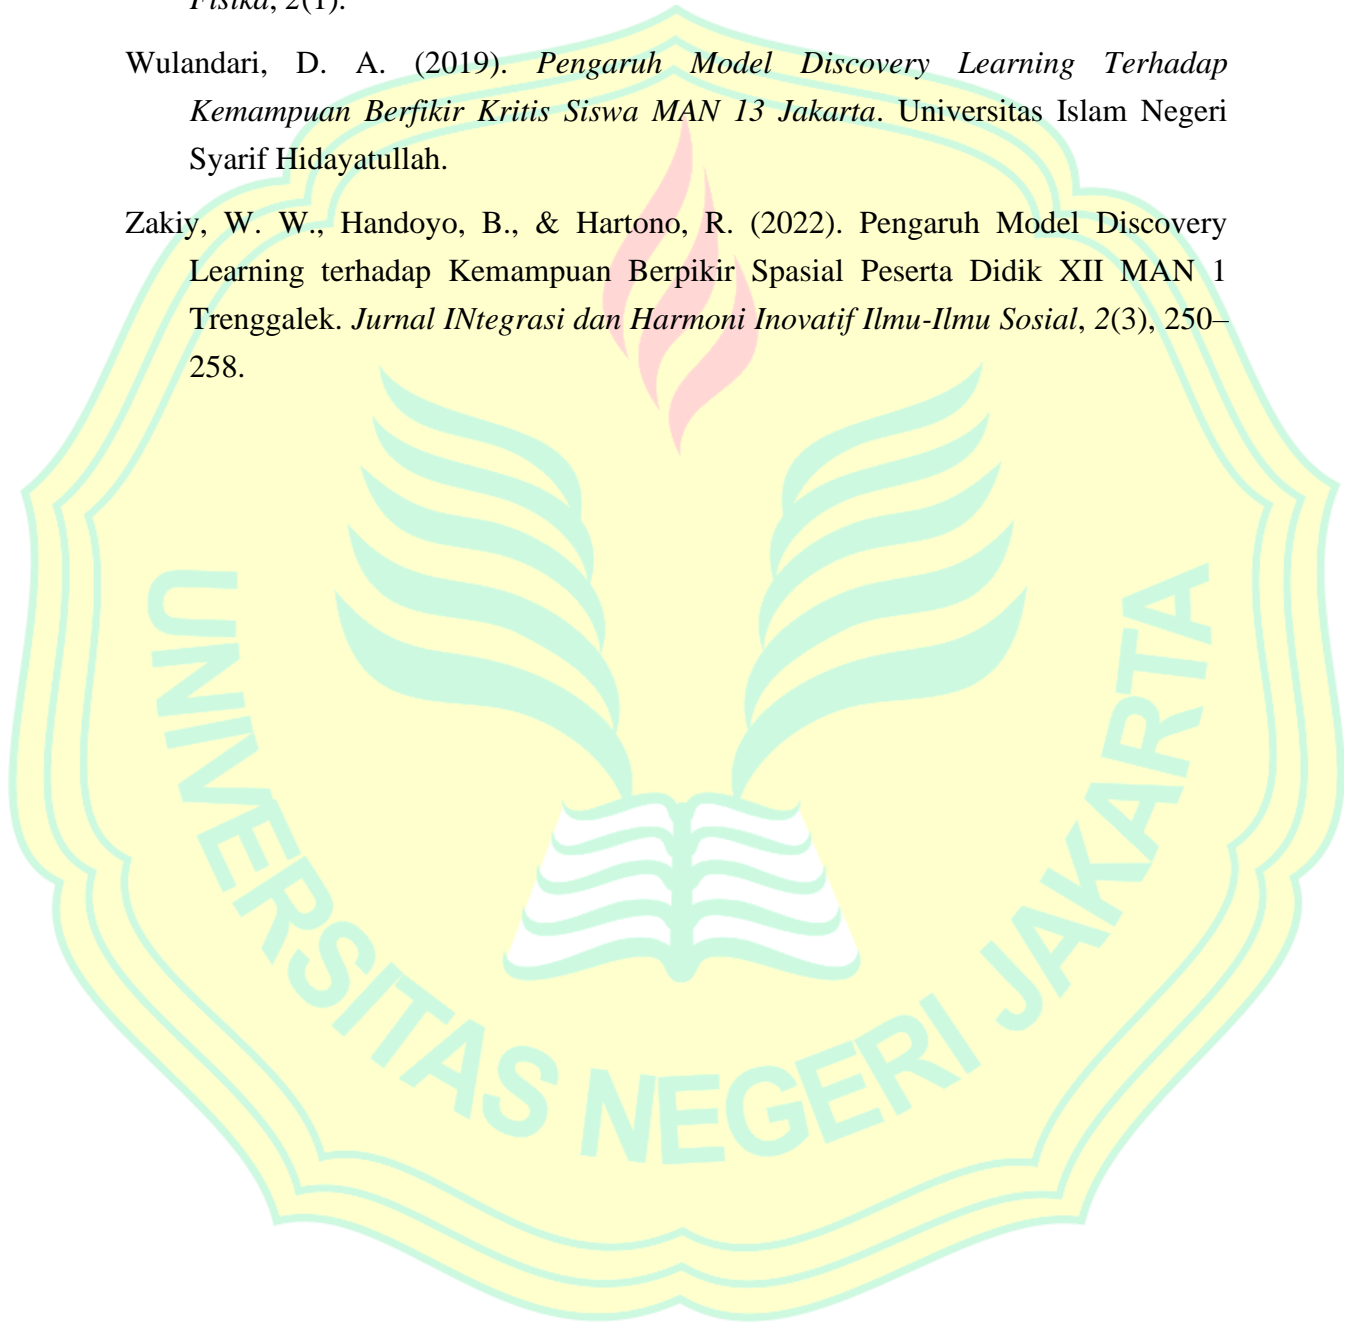 Fisika, 2(1).
Wulandari, D. A. (2019). Pengaruh Model Discovery Learning Terhadap
Kemampuan Berfikir Kritis Siswa MAN 13 Jakarta. Universitas Islam Negeri
Syarif Hidayatullah.
Zakiy, W. W., Handoyo, B., & Hartono, R. (2022). Pengaruh Model Discovery
Learning terhadap Kemampuan Berpikir Spasial Peserta Didik XII MAN 1
Trenggalek. Jurnal INtegrasi dan Harmoni Inovatif Ilmu-Ilmu Sosial, 2(3), 250–
258.
UNIVERSITAS NEGERI JAKARTA